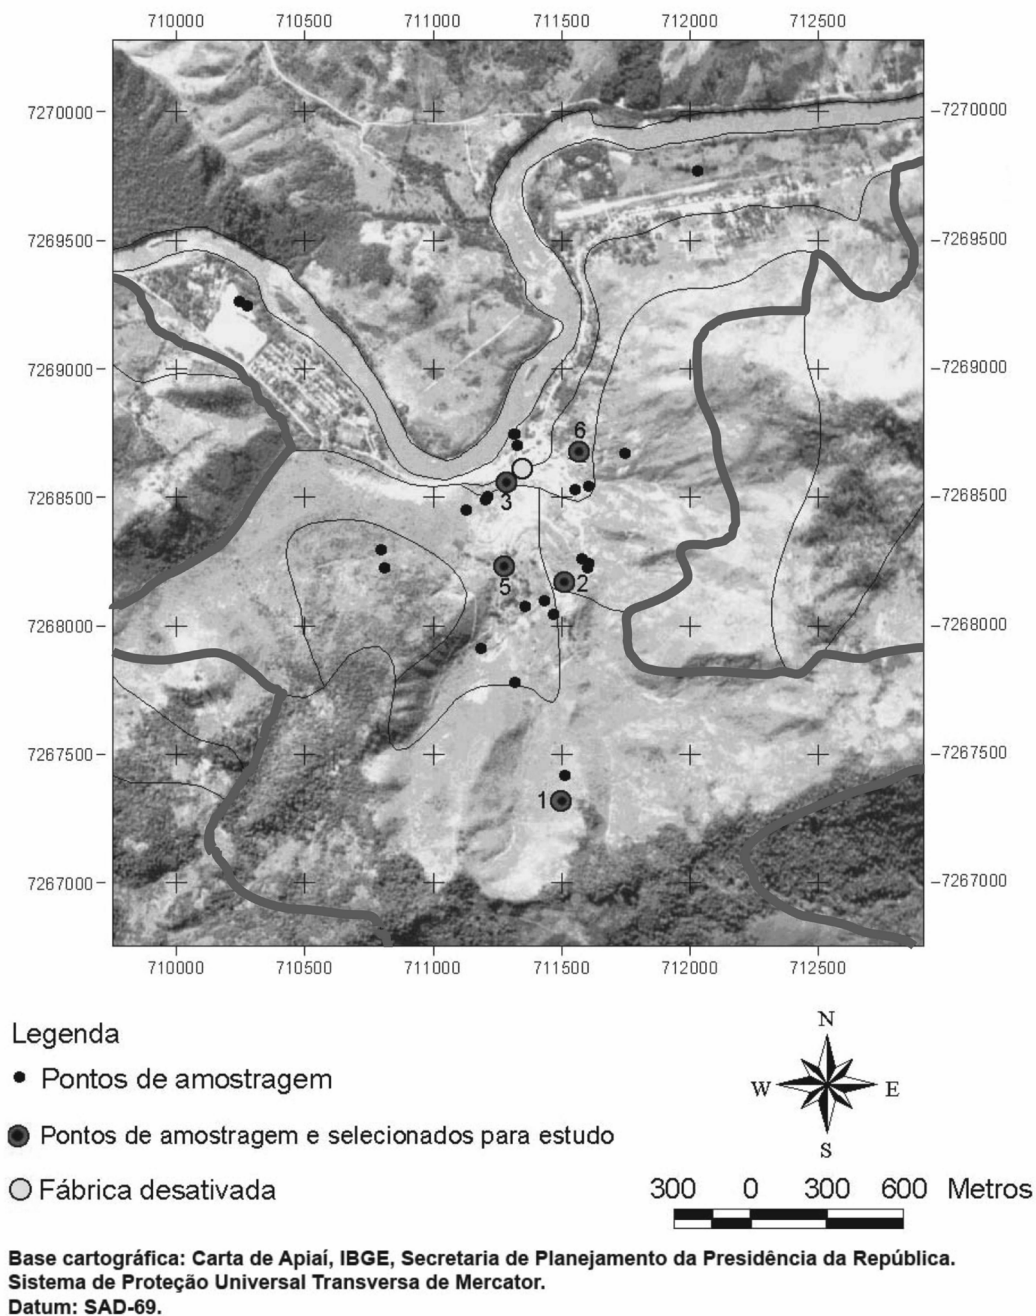 710000 710500 711000 711500 712000 712500
7270000 7270000
7269500 7269500
7269000 7269000
6
7268500 7268500
3
5 2
7268000 7268000
7267500 7267500
1
7267000 7267000
710000 710500 711000 711500 712000 712500
Legenda
Pontos de amostragem
Pontos de amostragem e selecionados para estudo
Fábrica desativada
N
W E
S
300 0 300 600 Metros
Base cartográfica: Carta de Apiaí, IBGE, Secretaria de Planejamento da Presidência da República.
Sistema de Proteção Universal Transversa de Mercator.
Datum: SAD-69.